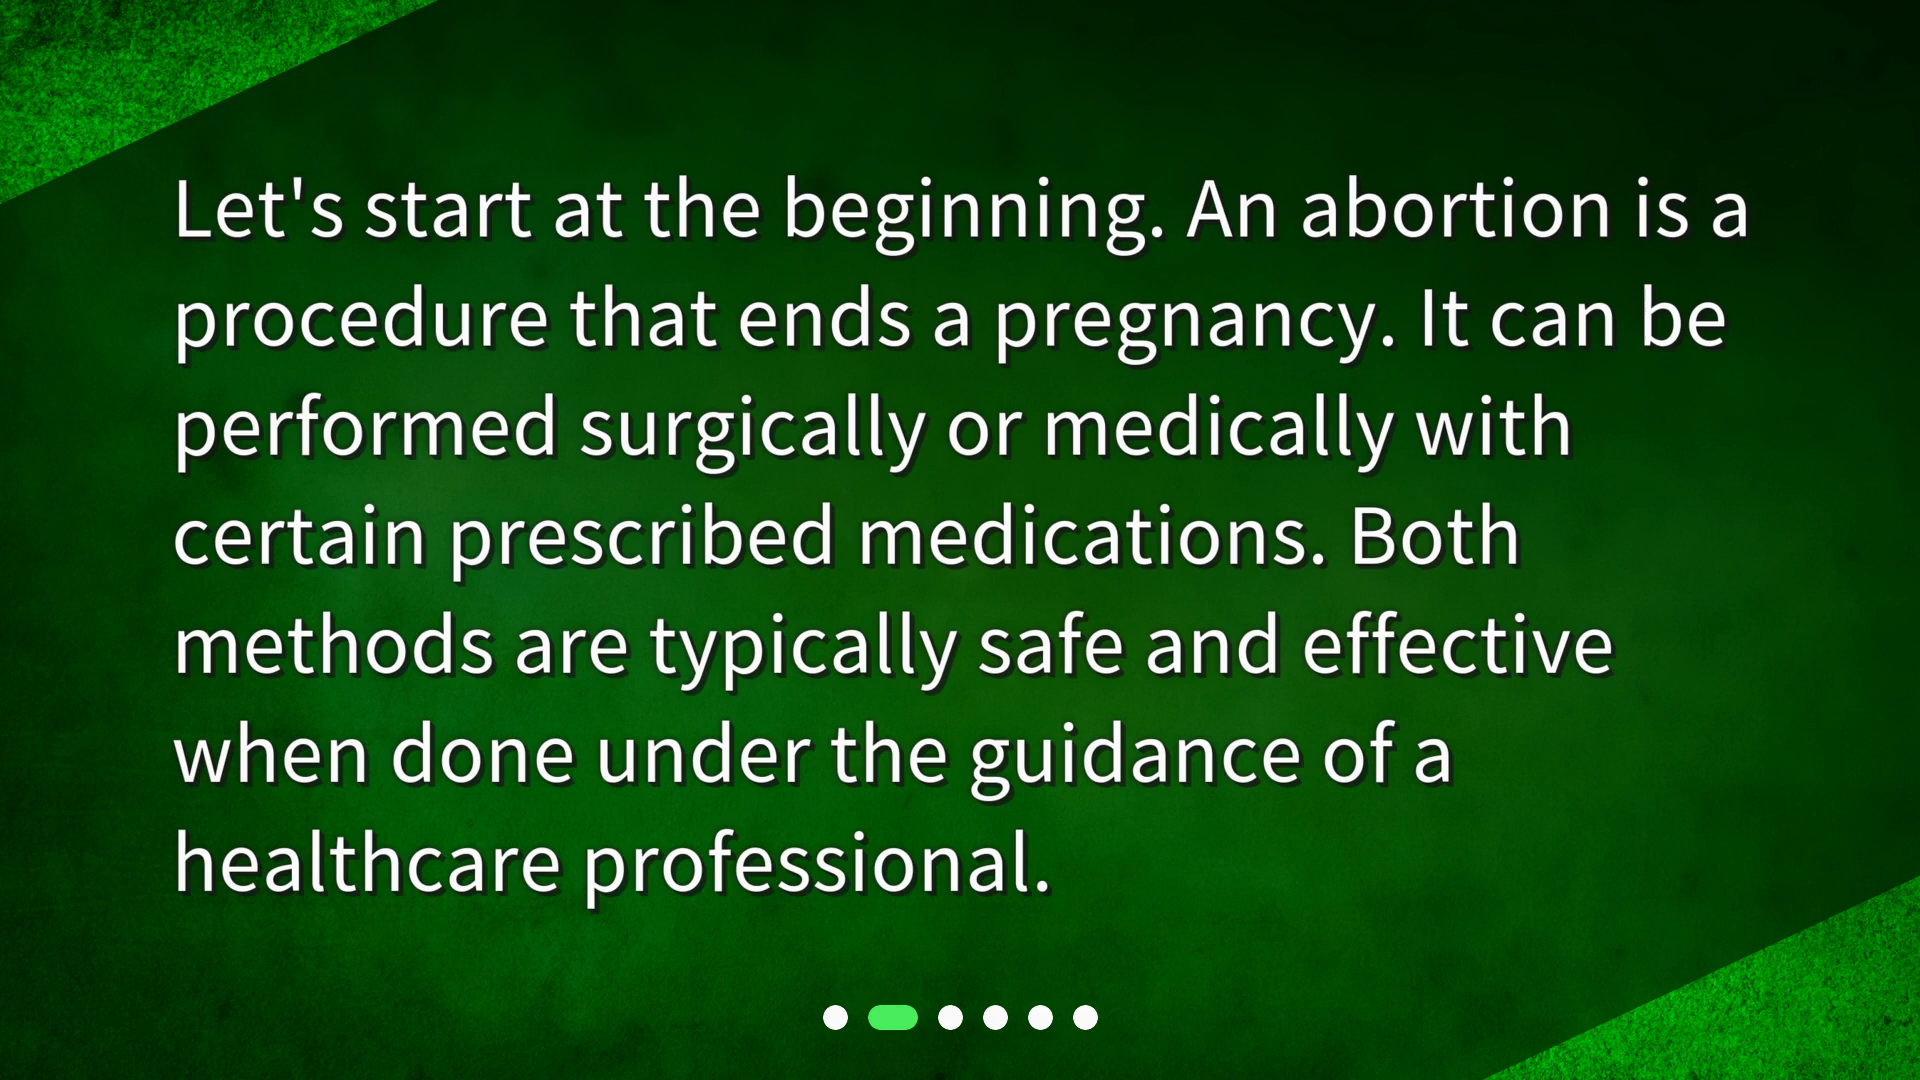 Let's start at the beginning. An abortion is a
procedure that ends a pregnancy. It can be
performed surgically or medically with
certain prescribed medications. Both
methods are typically safe and effective
when done under the guidance of a
healthcare professional.